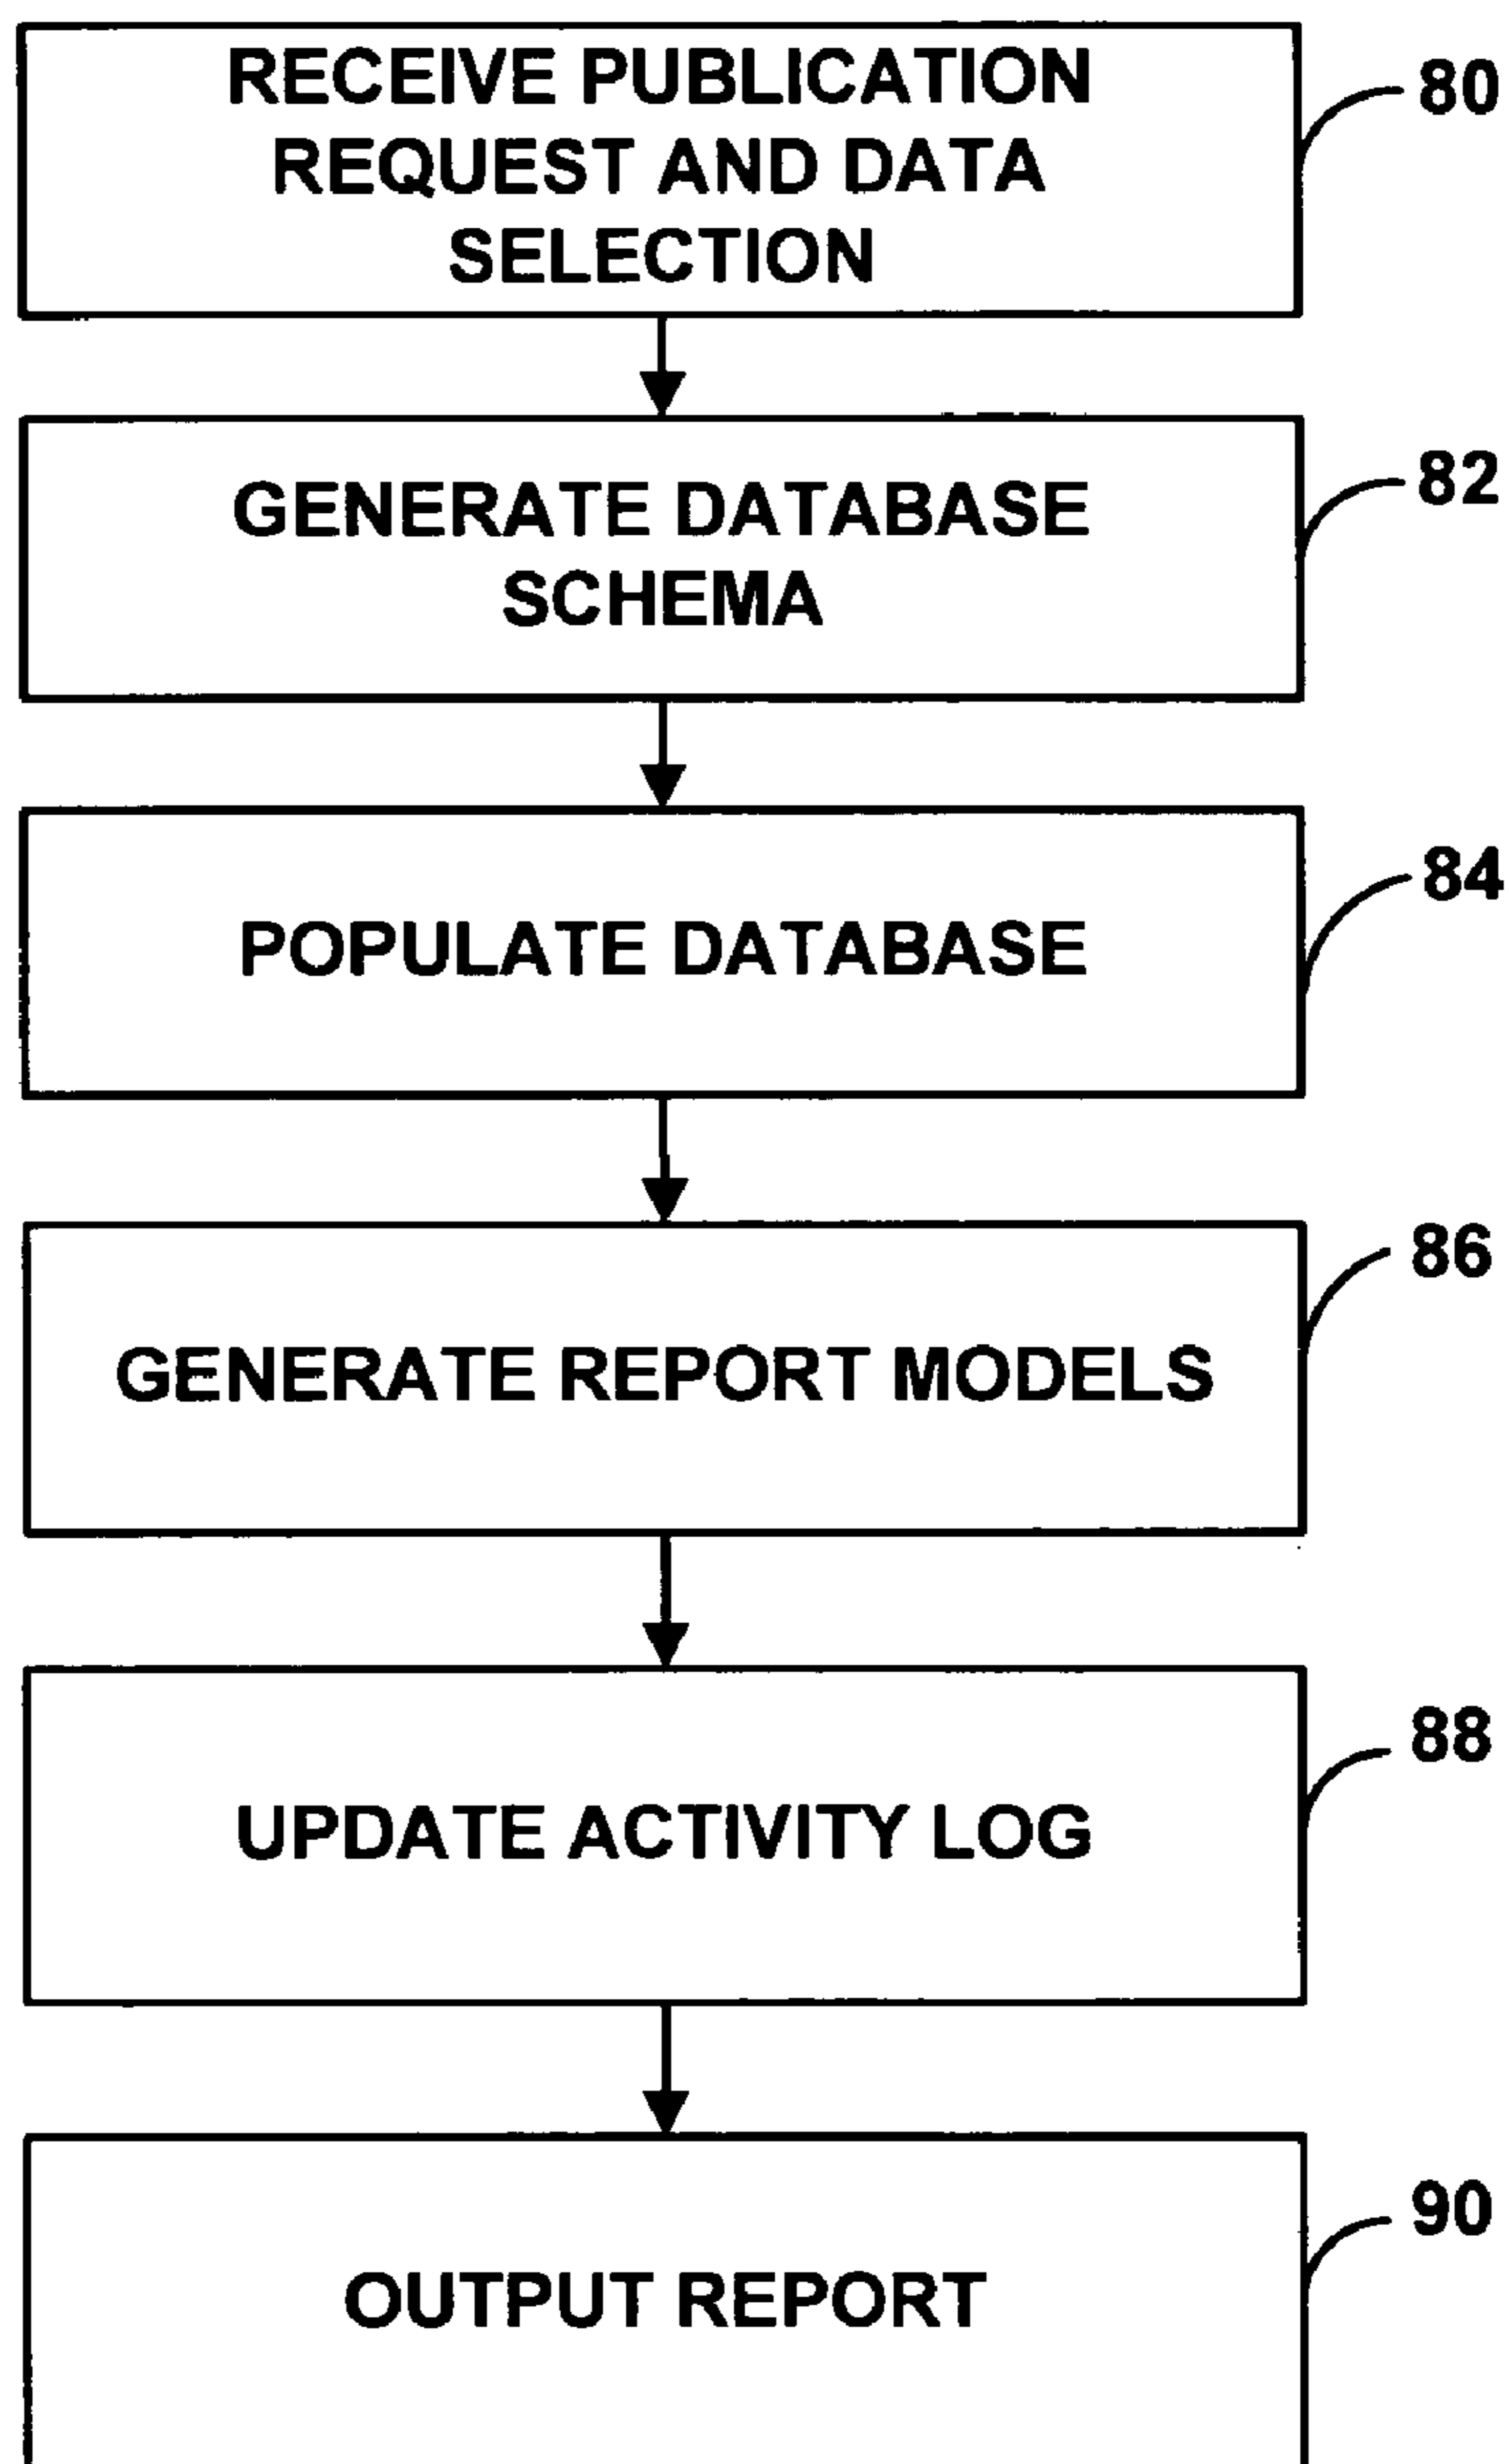 RECEIVE PUBLICATION
REQUEST AND DATA
SELECTION
80
GENERATE DATABASE
SCHEMA
82
POPULATE DATABASE
84
GENERATE REPORT MODELS
86
UPDATE ACTIVITY LOG
88
OUTPUT REPORT
90